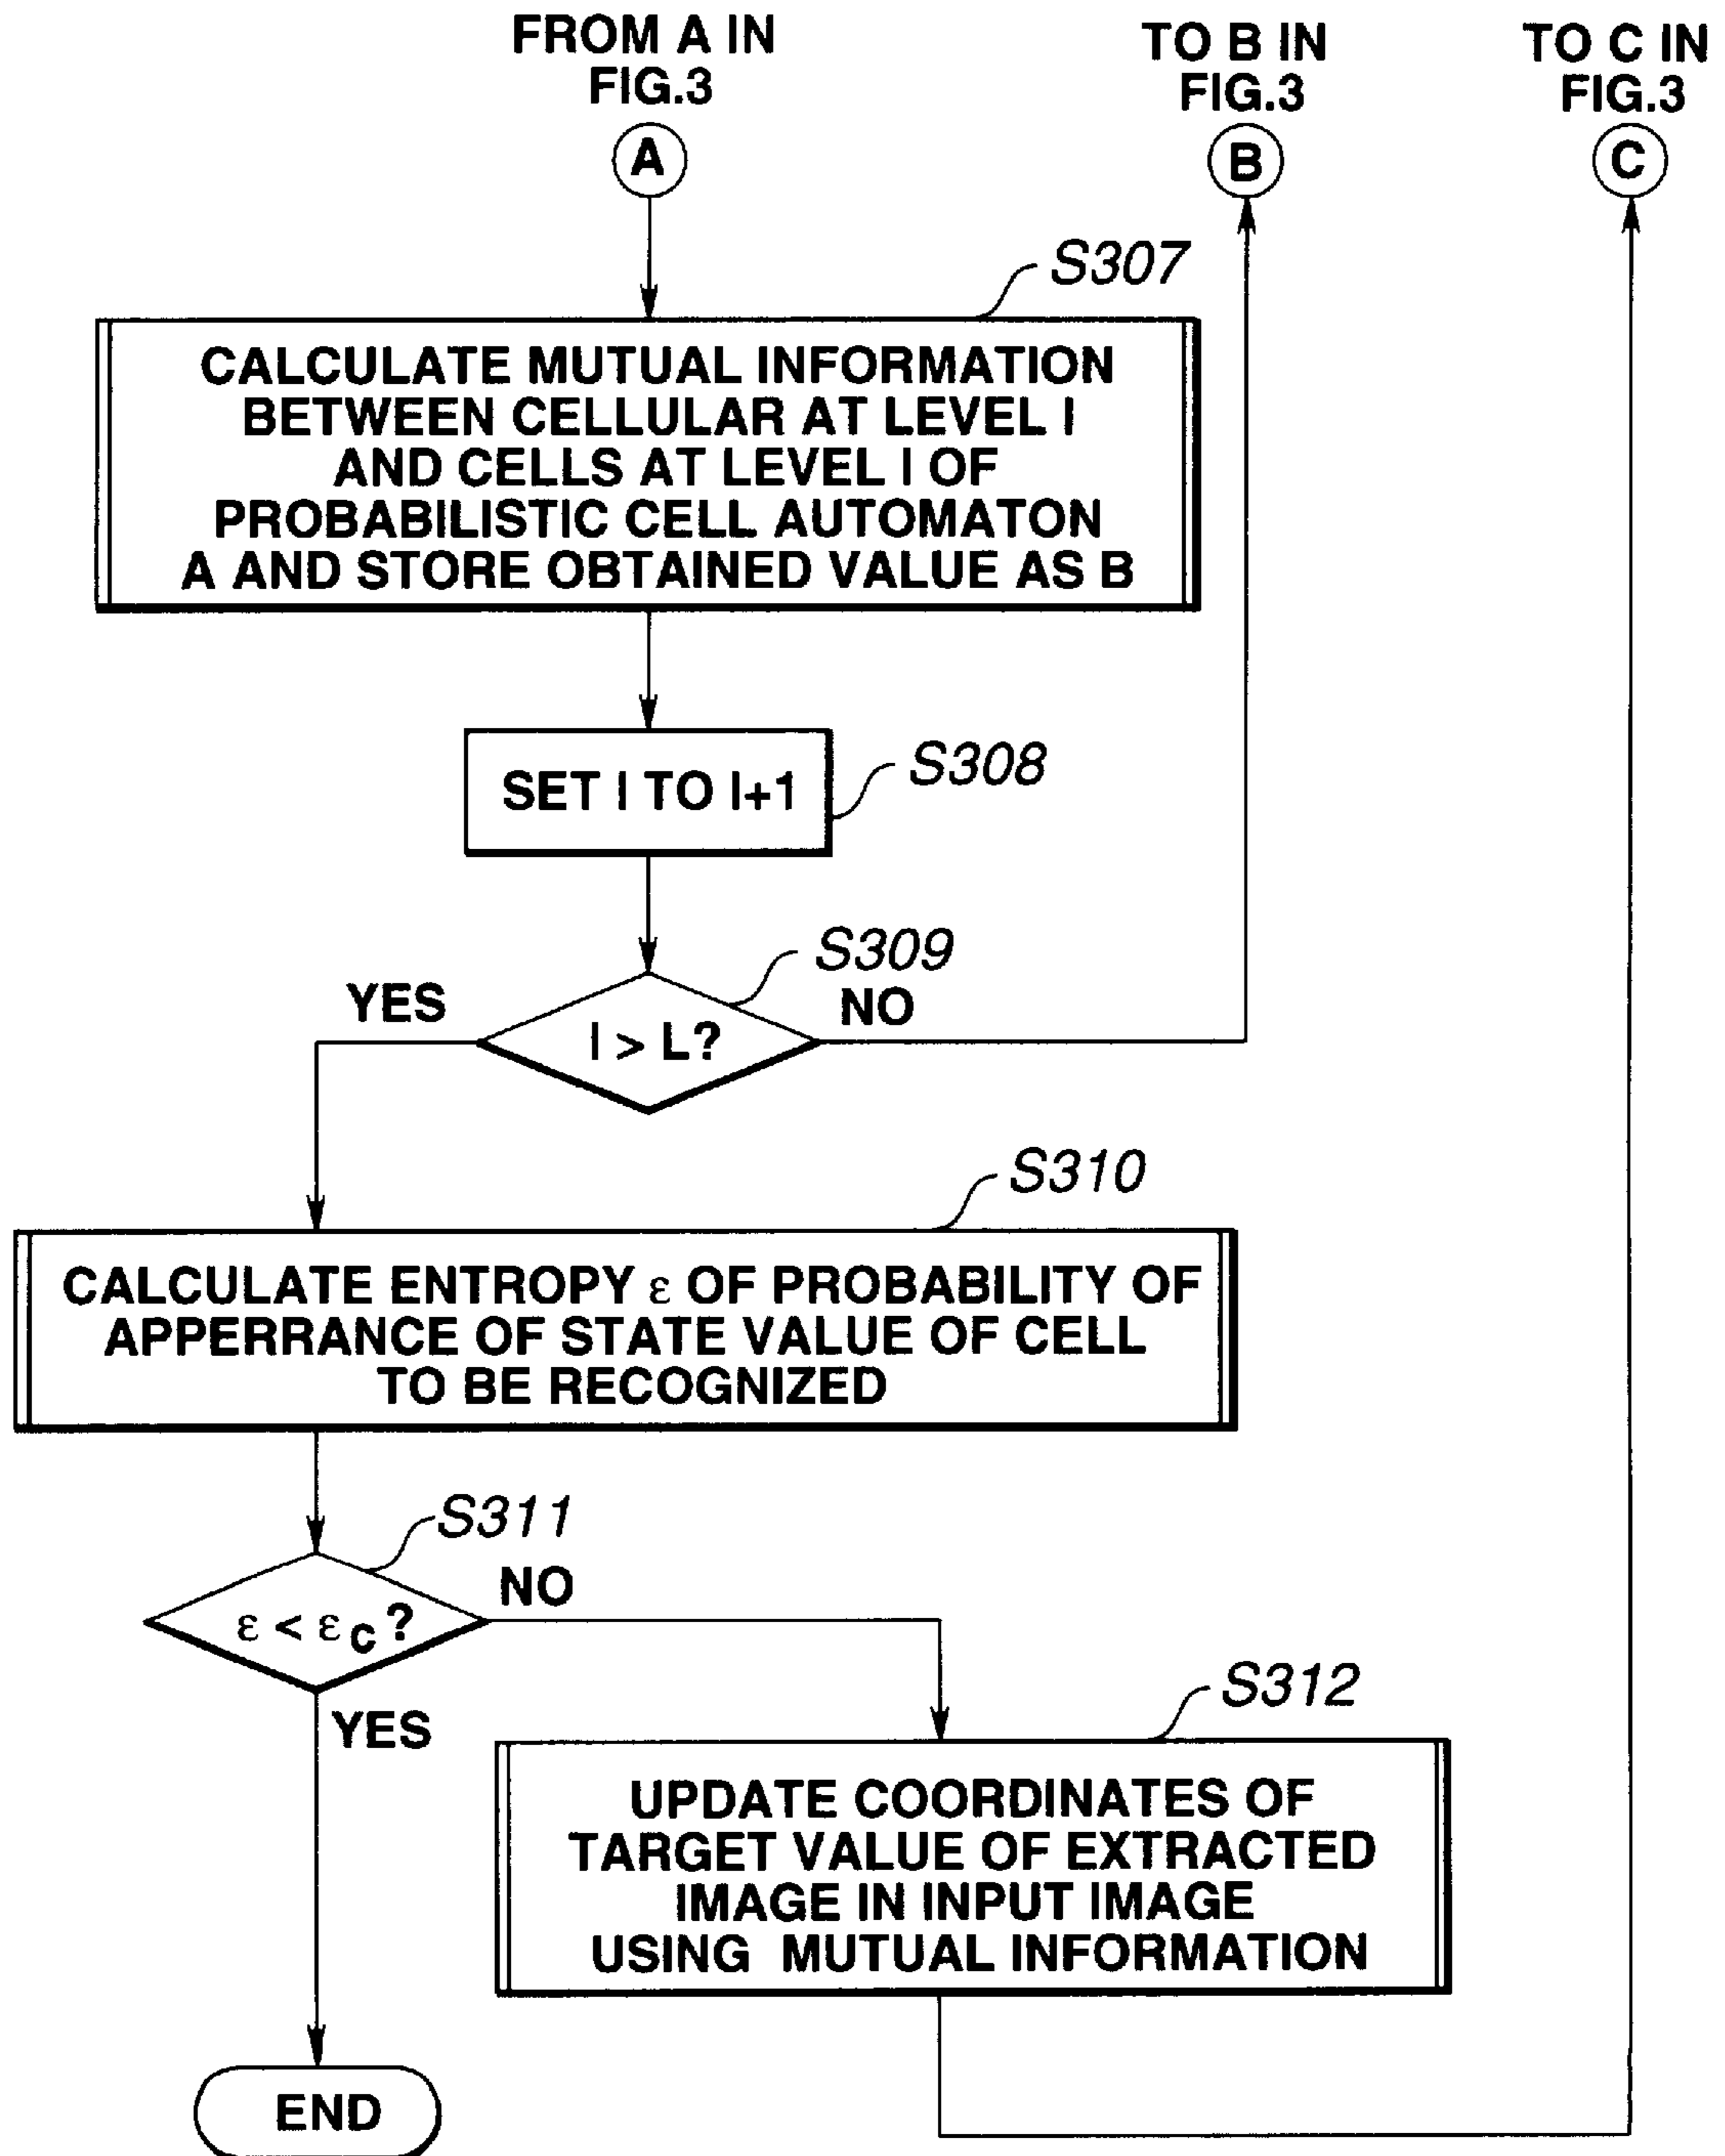 FROM A IN
FIG.3
A
TO B IN
FIG.3
B
TO C IN
FIG.3
C
S307
CALCULATE MUTUAL INFORMATION
BETWEEN CELLULAR AT LEVEL I
AND CELLS AT LEVEL I OF
PROBABILISTIC CELL AUTOMATON
A AND STORE OBTAINED VALUE AS B
SET I TO I+1
S308
S309
YES
NO
I > L?
S310
CALCULATE ENTROPY ε OF PROBABILITY OF
APPERRANCE OF STATE VALUE OF CELL
TO BE RECOGNIZED
S311
NO
ε < εC ?
YES
S312
UPDATE COORDINATES OF
TARGET VALUE OF EXTRACTED
IMAGE IN INPUT IMAGE
USING MUTUAL INFORMATION
END